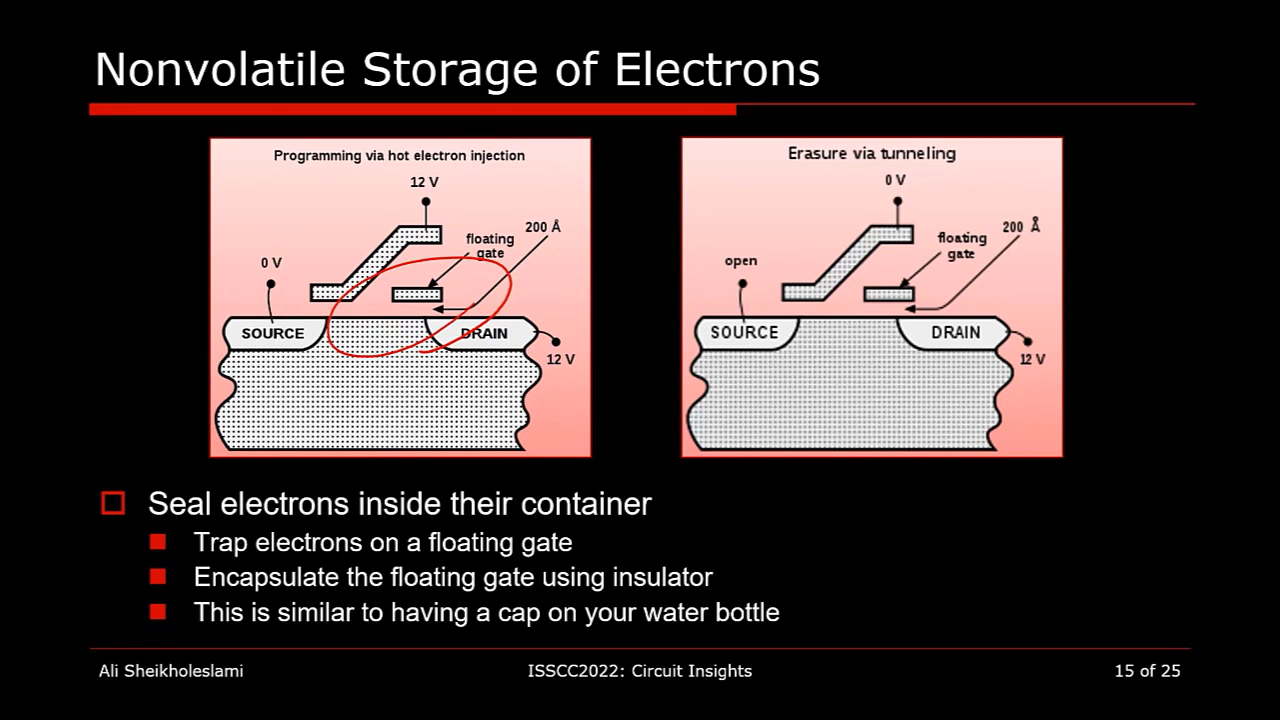 Nonvolatile Storage of Electrons
Programming via hot electron injection
12 V
200 Å
floating
gate
0 V
SOURCE
DRAIN
12 V
Erasure via tunneling
0 V
200 Å
floating
gate
open
SOURCE
DRAIN
12 V
Seal electrons inside their container
Trap electrons on a floating gate
Encapsulate the floating gate using insulator
This is similar to having a cap on your water bottle
Ali Sheikholeslami
ISSCC2022: Circuit Insights
15 of 25